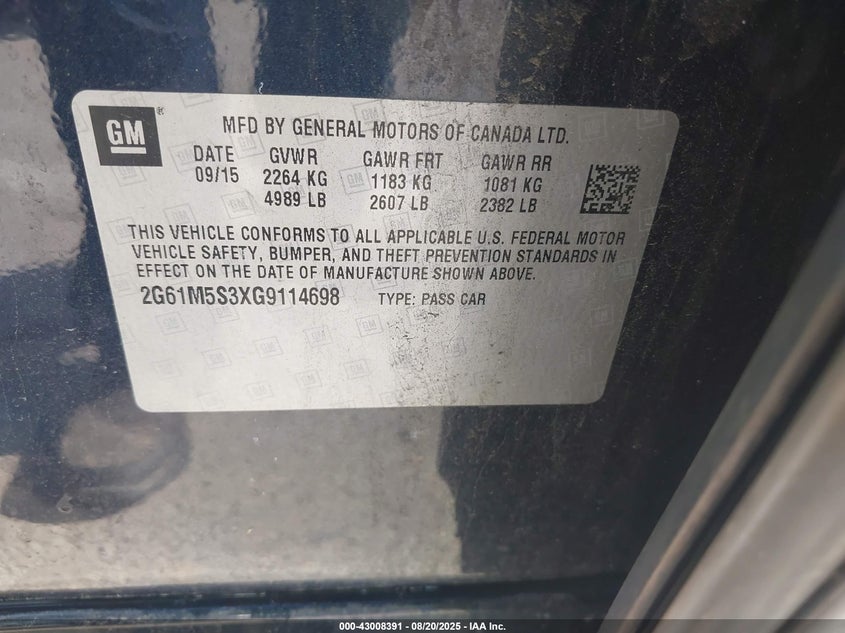 GM
MFD BY GENERAL MOTORS OF CANADA LTD.
DATE GVWR GAWR FRT GAWR RR
09/15 2264 KG 1183 KG 1081 KG
4989 LB 2607 LB 2382 LB
THIS VEHICLE CONFORMS TO ALL APPLICABLE U.S. FEDERAL MOTOR
VEHICLE SAFETY, BUMPER, AND THEFT PREVENTION STANDARDS IN
EFFECT ON THE DATE OF MANUFACTURE SHOWN ABOVE.
2G61M5S3XG9114698 TYPE: PASS CAR
000-43008391 - 08/20/2025 - IAA Inc.